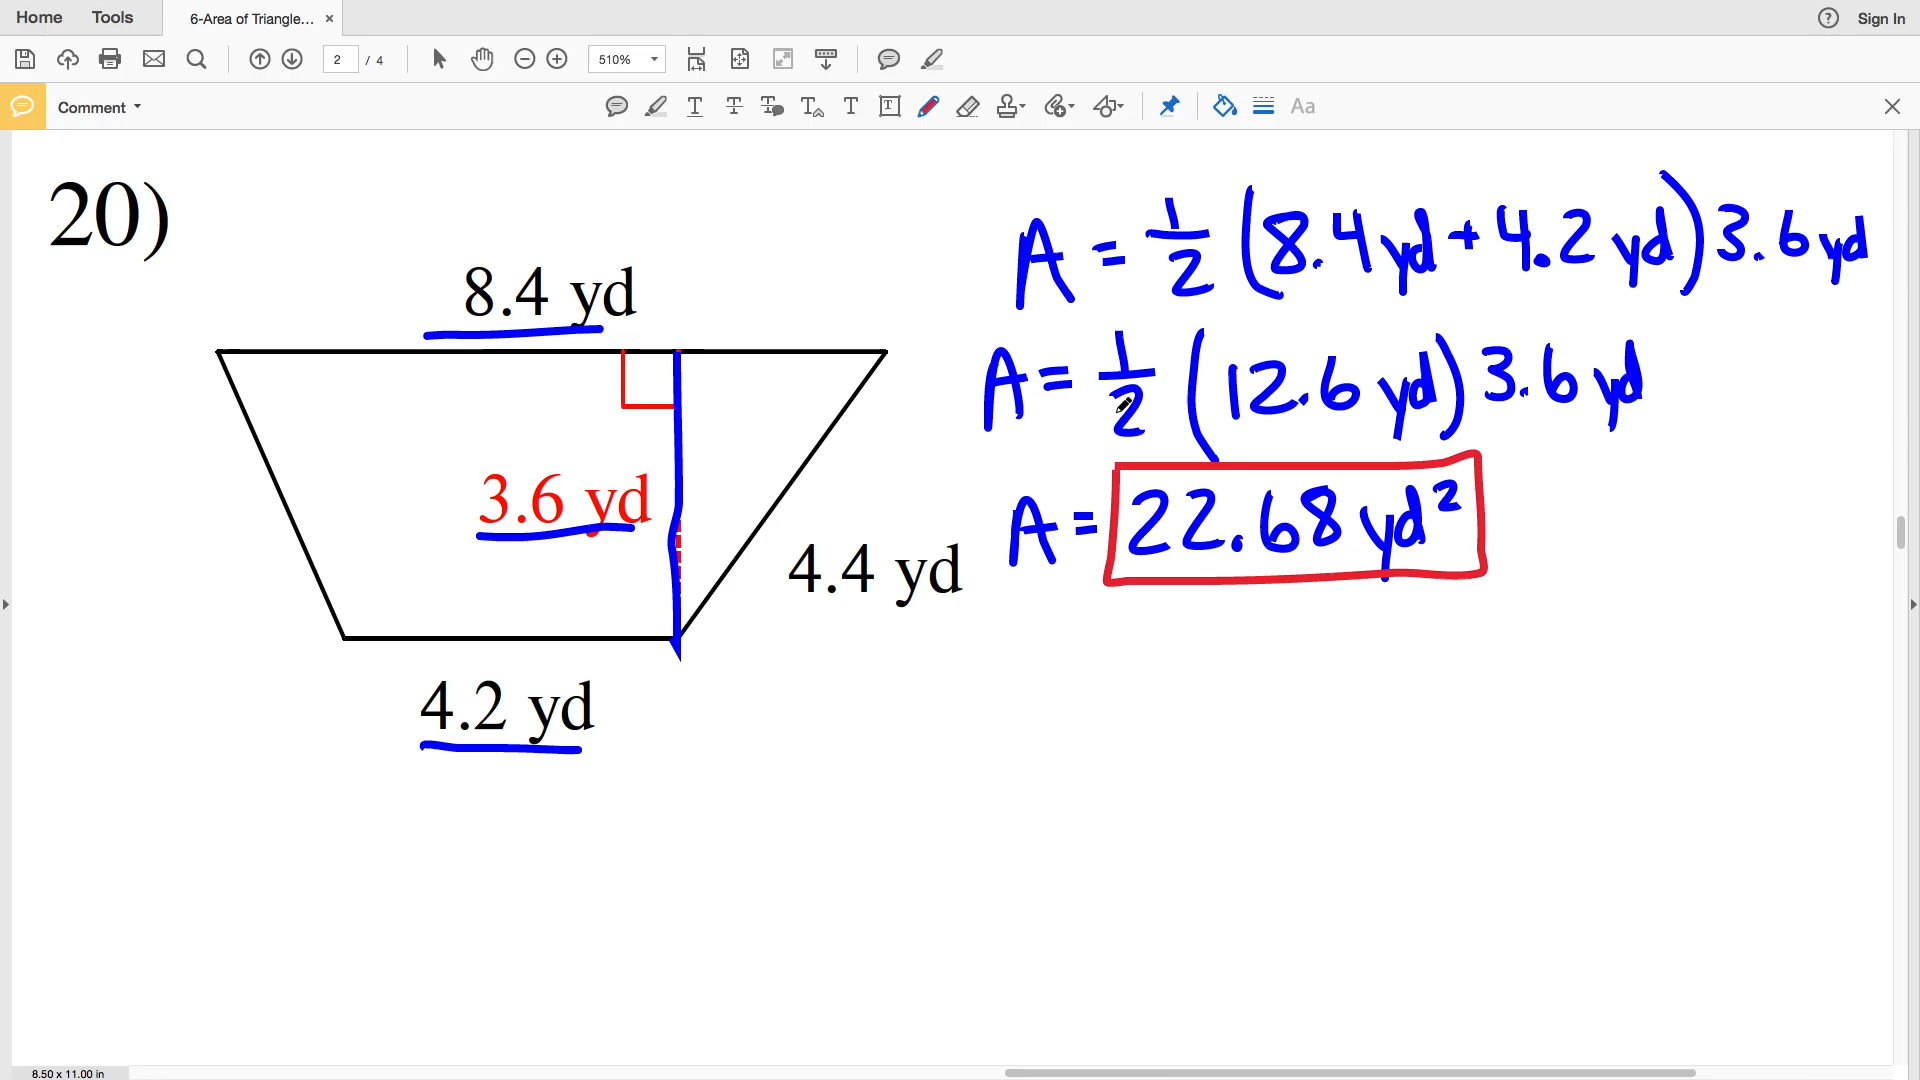 Home Tools 6-Area of Triangle... × Sign In
2 / 4 510%
Comment Aa
20)
8.4 yd
3.6 yd
4.4 yd
4.2 yd
A = 1/2 (8.4 yd + 4.2 yd) 3.6 yd
A = 1/2 (12.6 yd) 3.6 yd
A = 22.68 yd²
8.50 x 11.00 in